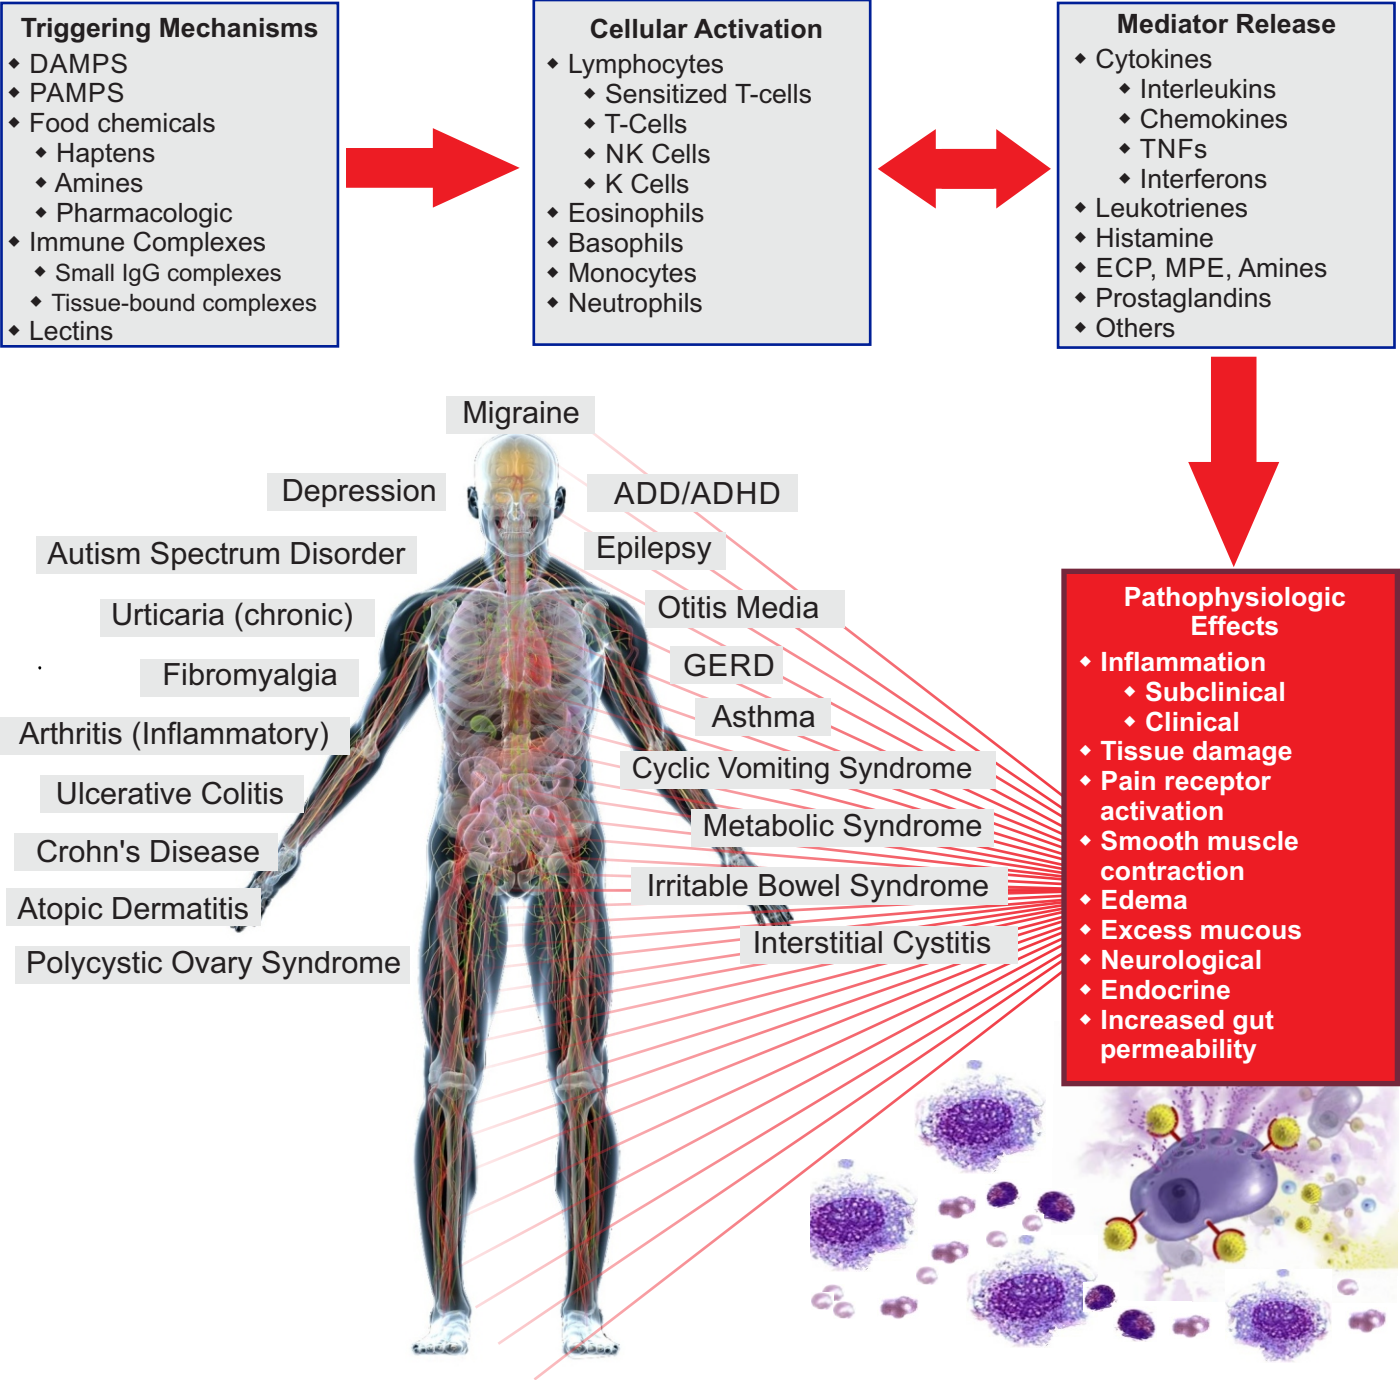 Triggering Mechanisms
DAMPS
PAMPS
Food chemicals
Haptens
Amines
Pharmacologic
Immune Complexes
Small IgG complexes
Tissue-bound complexes
Lectins
Cellular Activation
Lymphocytes
Sensitized T-cells
T-Cells
NK Cells
K Cells
Eosinophils
Basophils
Monocytes
Neutrophils
Mediator Release
Cytokines
Interleukins
Chemokines
TNFs
Interferons
Leukotrienes
Histamine
ECP, MPE, Amines
Prostaglandins
Others
Migraine
Depression
ADD/ADHD
Autism Spectrum Disorder
Epilepsy
Urticaria (chronic)
Otitis Media
Fibromyalgia
GERD
Arthritis (Inflammatory)
Asthma
Ulcerative Colitis
Cyclic Vomiting Syndrome
Crohn's Disease
Metabolic Syndrome
Atopic Dermatitis
Irritable Bowel Syndrome
Polycystic Ovary Syndrome
Interstitial Cystitis
Pathophysiologic
Effects
Inflammation
Subclinical
Clinical
Tissue damage
Pain receptor
activation
Smooth muscle
contraction
Edema
Excess mucous
Neurological
Endocrine
Increased gut
permeability